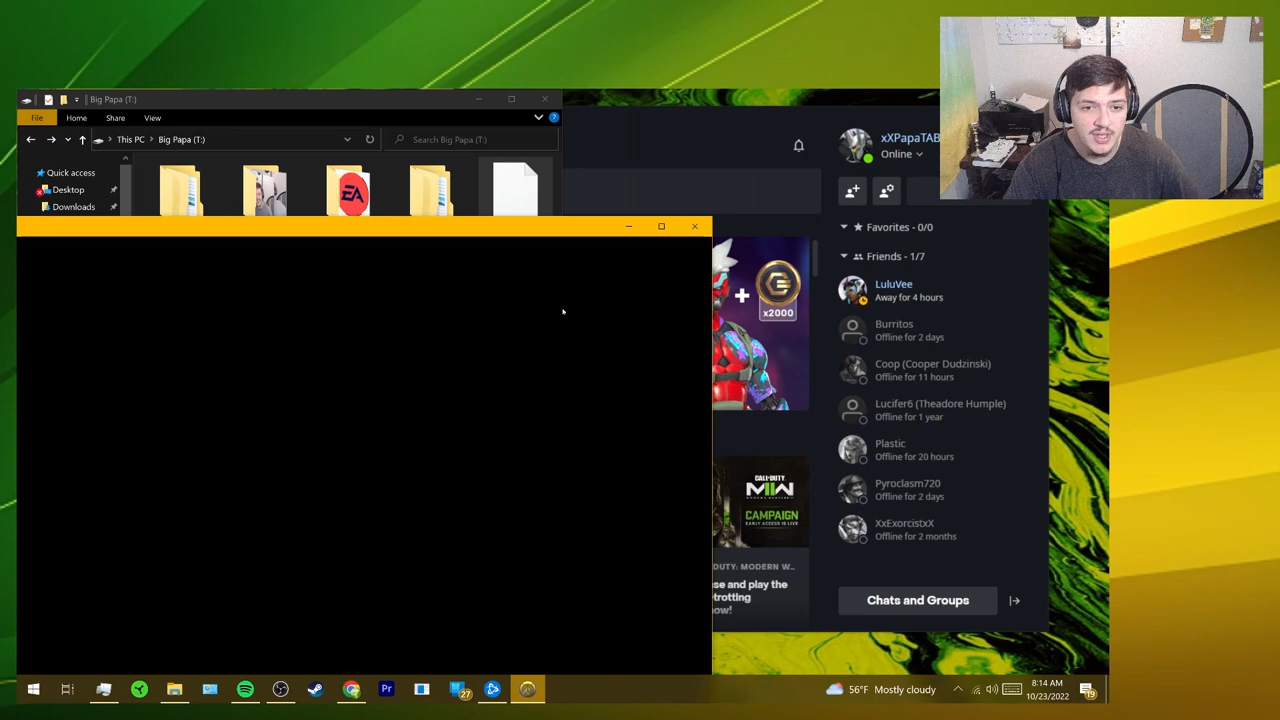 Big Papa (T:)
File Home Share View
This PC Big Papa (T:)
Search Big Papa (T:)
Quick access
Desktop
Downloads
EA
xXPapaTAB
Online
Favorites - 0/0
Friends - 1/7
LuluVee
Away for 4 hours
Burritos
Offline for 2 days
Coop (Cooper Dudzinski)
Offline for 11 hours
Lucifer6 (Theadore Humple)
Offline for 1 year
Plastic
Offline for 20 hours
Pyroclasm720
Offline for 2 days
XxExorcistxX
Offline for 2 months
Chats and Groups
x2000
CALL OF DUTY
MWII
CAMPAIGN
EARLY ACCESS IS LIVE
DUTY: MODERN W...
se and play the
trotting
ow!
Pr
27
56°F Mostly cloudy
8:14 AM
10/23/2022
19